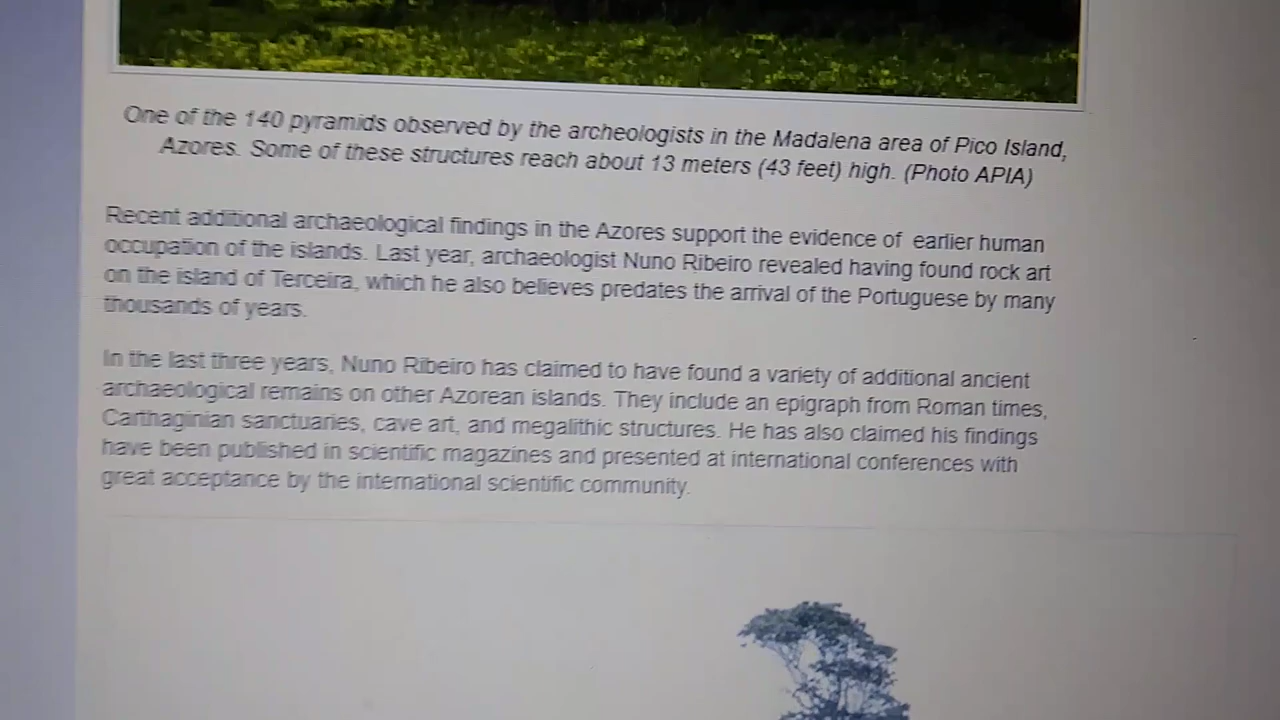 One of the 140 pyramids observed by the archeologists in the Madalena area of Pico Island,
Azores. Some of these structures reach about 13 meters (43 feet) high. (Photo APIA)
Recent additional archaeological findings in the Azores support the evidence of earlier human
occupation of the islands. Last year, archaeologist Nuno Ribeiro revealed having found rock art
on the island of Terceira, which he also believes predates the arrival of the Portuguese by many
thousands of years.
In the last three years, Nuno Ribeiro has claimed to have found a variety of additional ancient
archaeological remains on other Azorean islands. They include an epigraph from Roman times,
Carthaginian sanctuaries, cave art, and megalithic structures. He has also claimed his findings
have been published in scientific magazines and presented at international conferences with
great acceptance by the international scientific community.